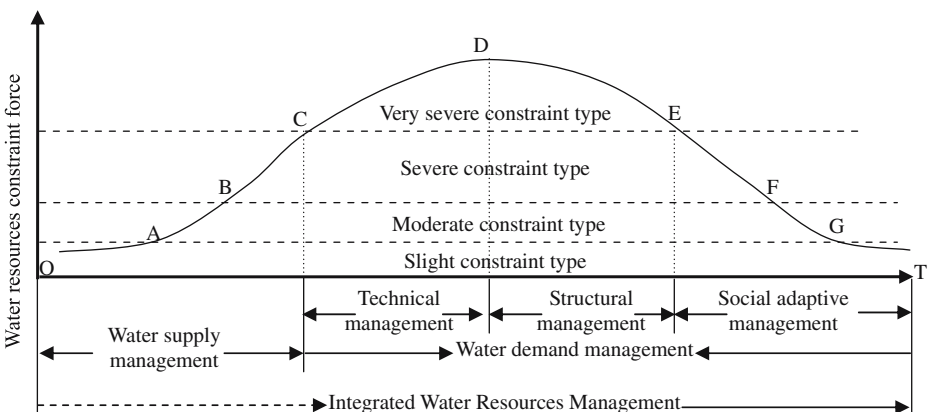 D
C
Very severe constraint type
E
Severe constraint type
B
F
Moderate constraint type
A
G
Slight constraint type
O
T
Water resources constraint force
Technical
management
Structural
management
Social adaptive
management
Water supply
management
Water demand management
Integrated Water Resources Management